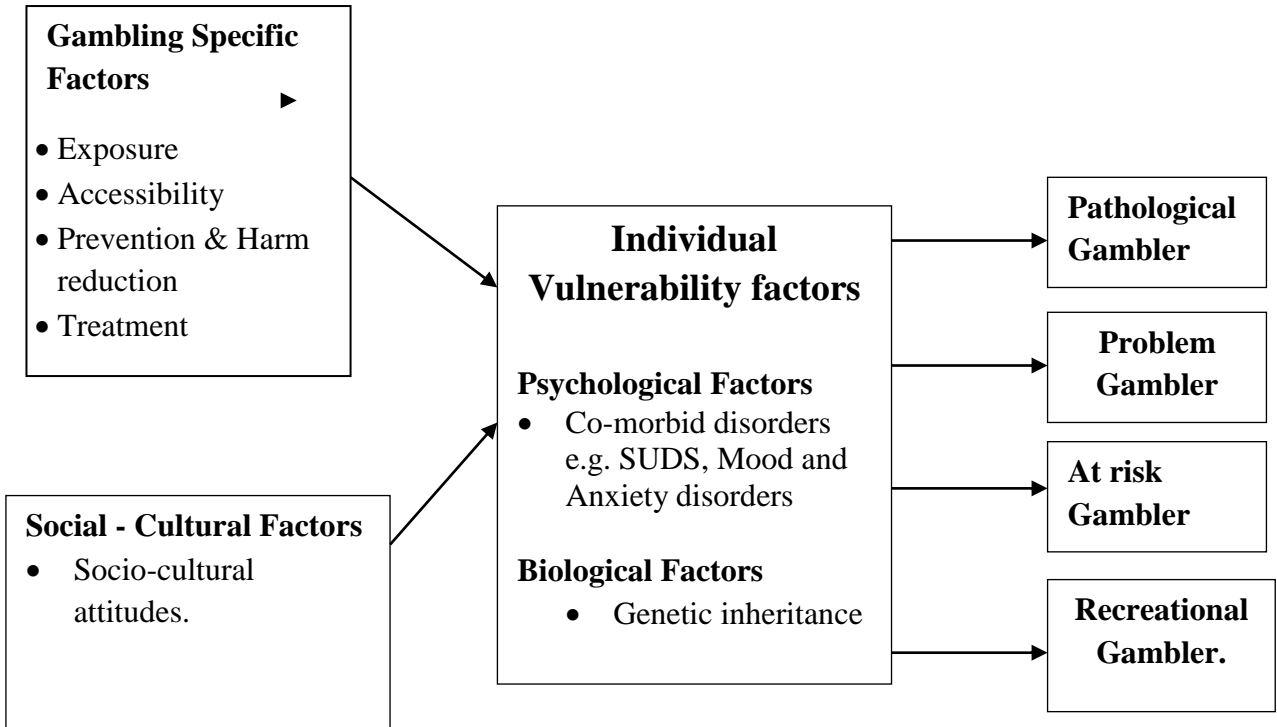 Gambling Specific
Factors
• Exposure
• Accessibility
• Prevention & Harm
reduction
• Treatment
Social - Cultural Factors
• Socio-cultural
attitudes.
Individual
Vulnerability factors
Psychological Factors
• Co-morbid disorders
e.g. SUDS, Mood and
Anxiety disorders
Biological Factors
• Genetic inheritance
Pathological
Gambler
Problem
Gambler
At risk
Gambler
Recreational
Gambler.